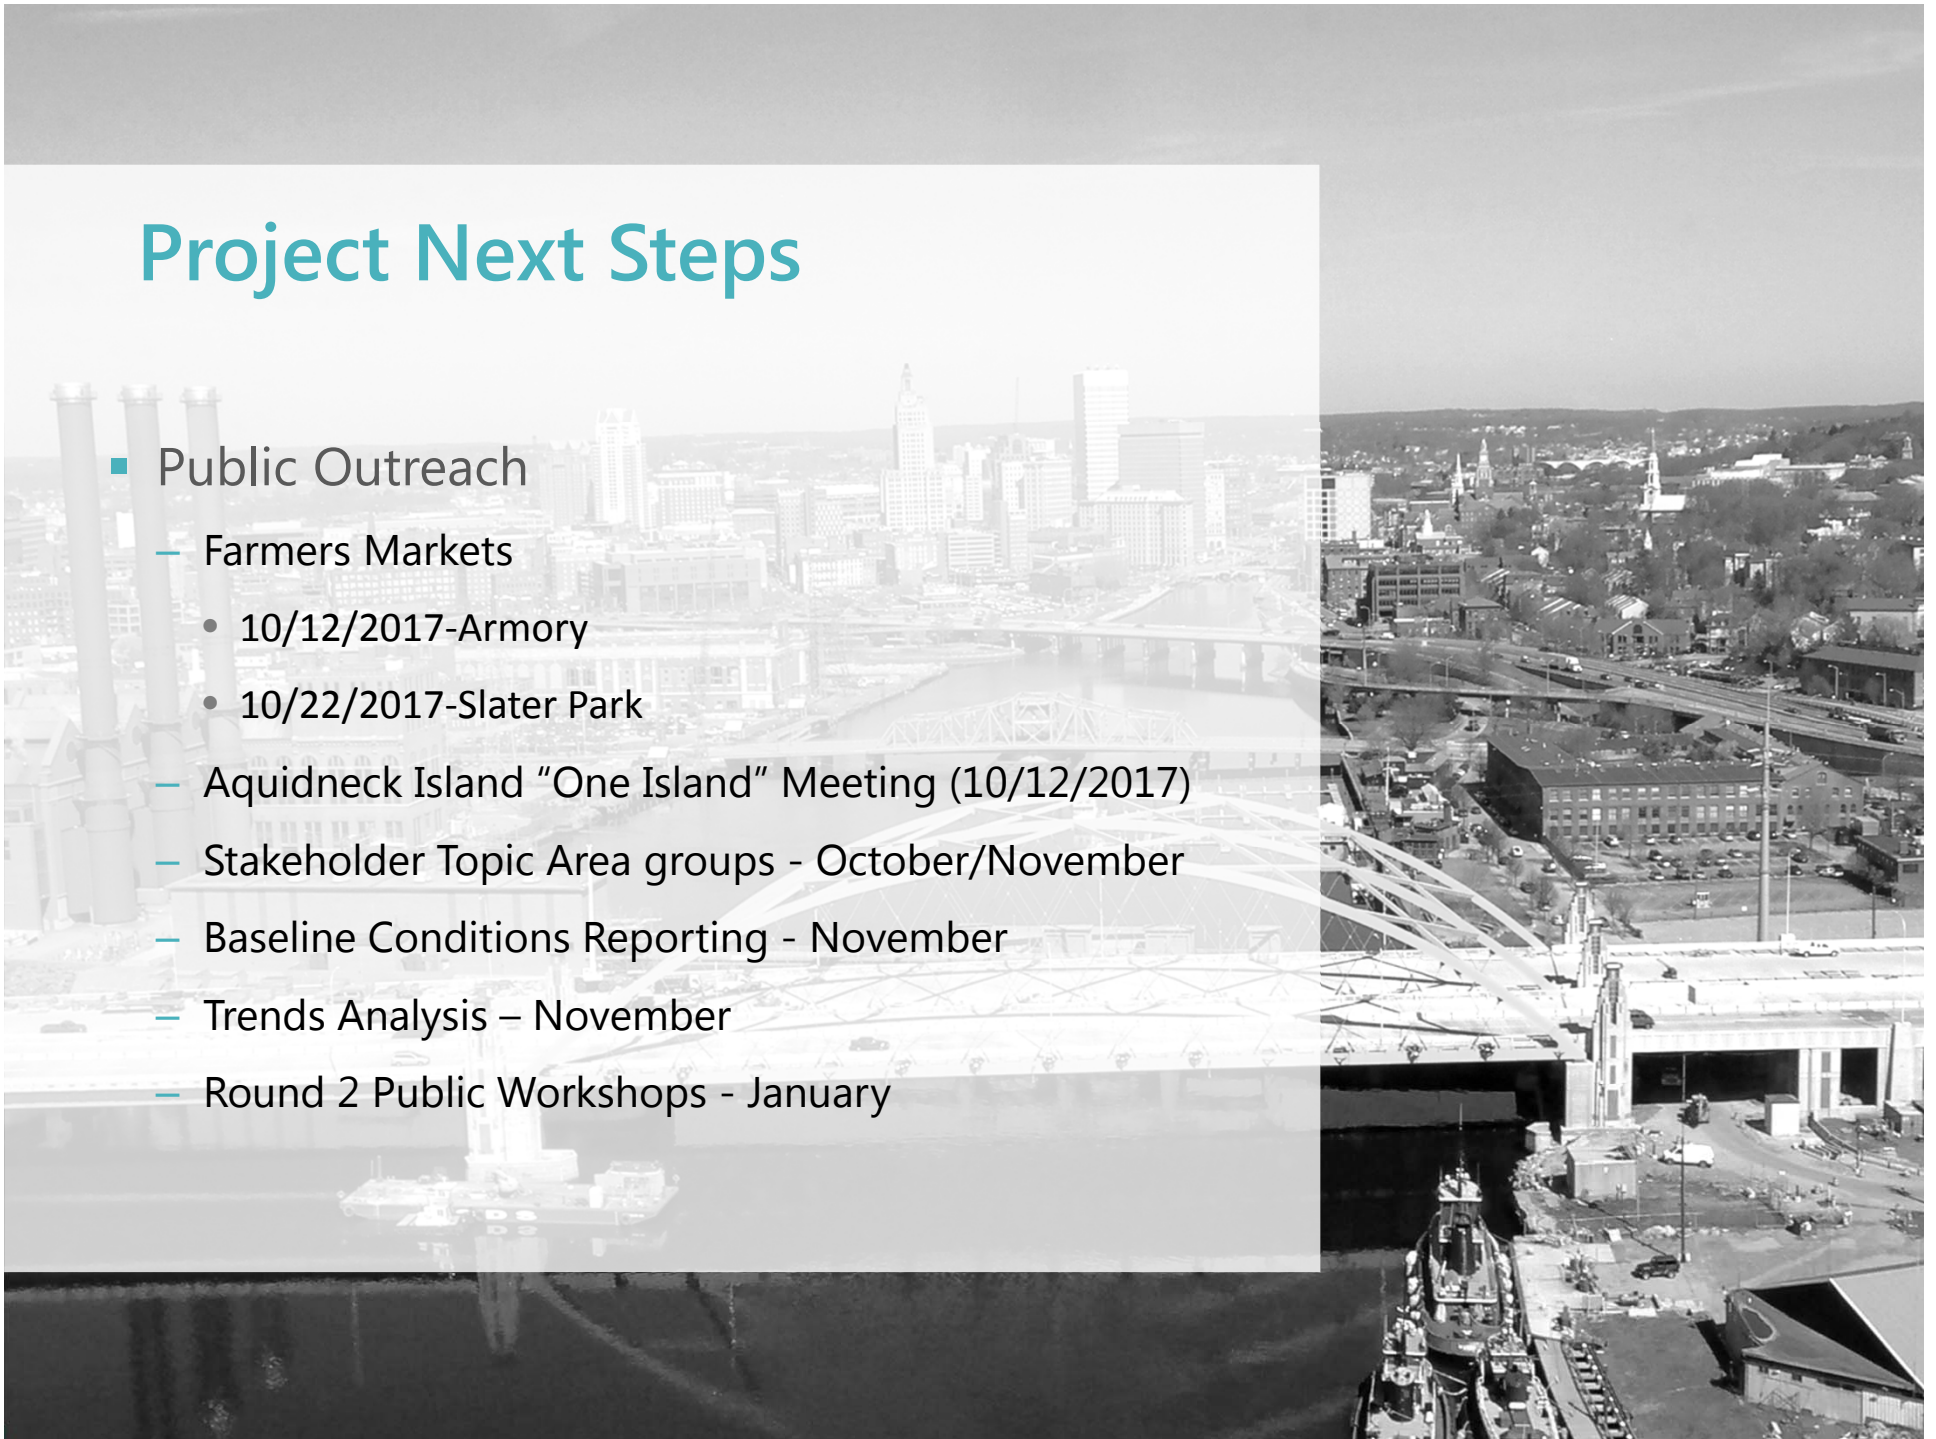 Project Next Steps
▪ Public Outreach
– Farmers Markets
• 10/12/2017-Armory
• 10/22/2017-Slater Park
– Aquidneck Island “One Island” Meeting (10/12/2017)
– Stakeholder Topic Area groups - October/November
– Baseline Conditions Reporting - November
– Trends Analysis – November
– Round 2 Public Workshops - January